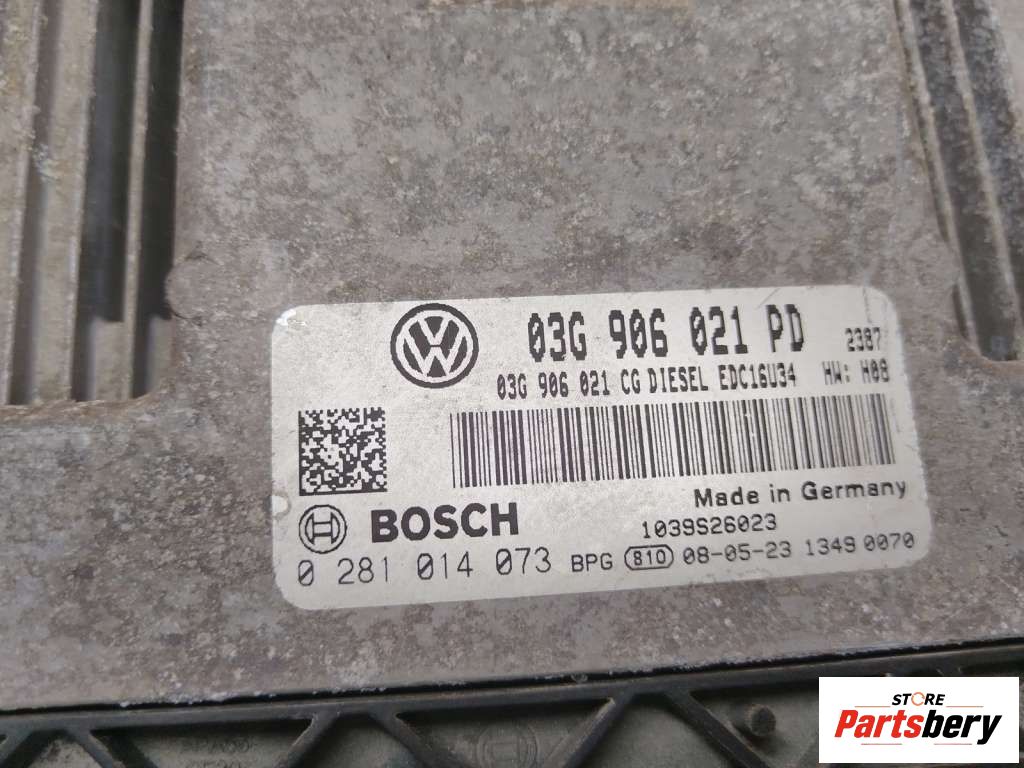 03G 906 021 PD 2387
03G 906 021 CG DIESEL EDC16U34 HW: H08
Made in Germany
BOSCH 1039S26023
0 281 014 073 BPG 810 08-05-23 1349 0070
STORE
Partsbery